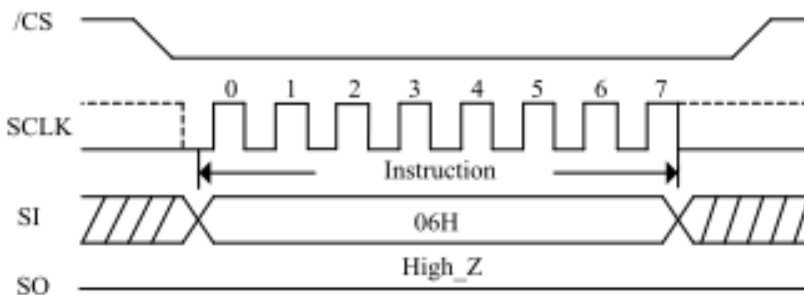 /CS
0 1 2 3 4 5 6 7
SCLK
Instruction
SI
06H
High_Z
SO